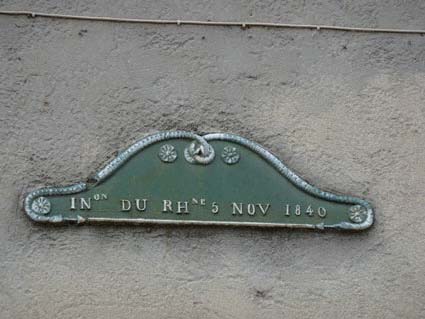 INᵒⁿ DU RHᴺᴱ 5 NOV 1840